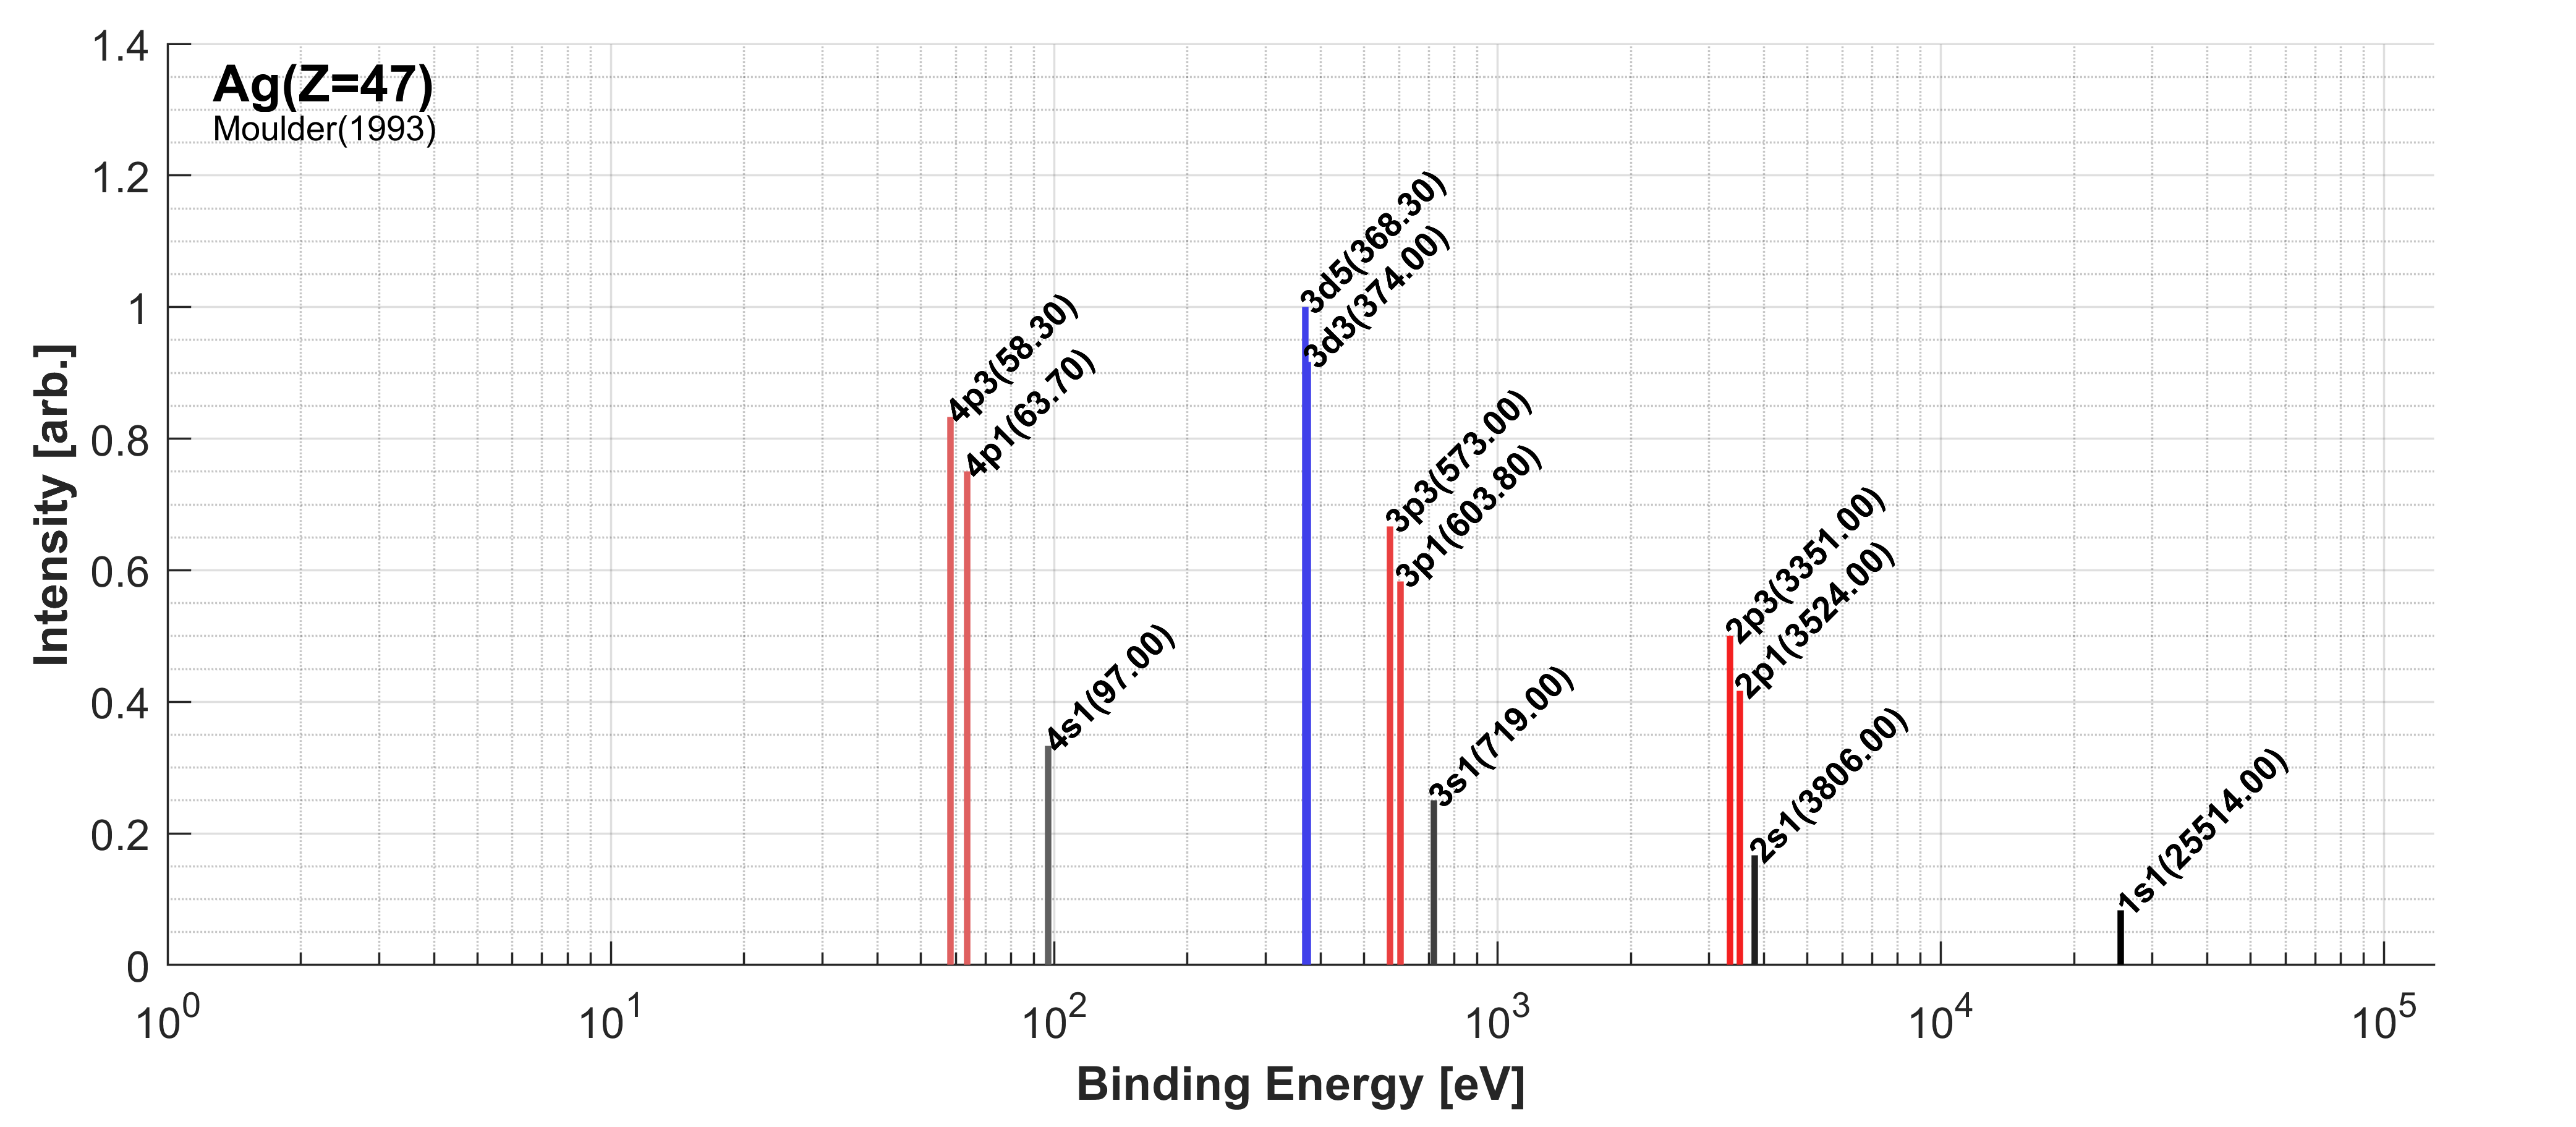 Ag(Z=47)
Moulder(1993)
1.4
1.2
1
0.8
0.6
0.4
0.2
0
Intensity [arb.]
4p3(58.30)
4p1(63.70)
4s1(97.00)
3d5(368.30)
3d3(374.00)
3p3(573.00)
3p1(603.80)
3s1(719.00)
2p3(3351.00)
2p1(3524.00)
2s1(3806.00)
1s1(25514.00)
10^0 10^1 10^2 10^3 10^4 10^5
Binding Energy [eV]